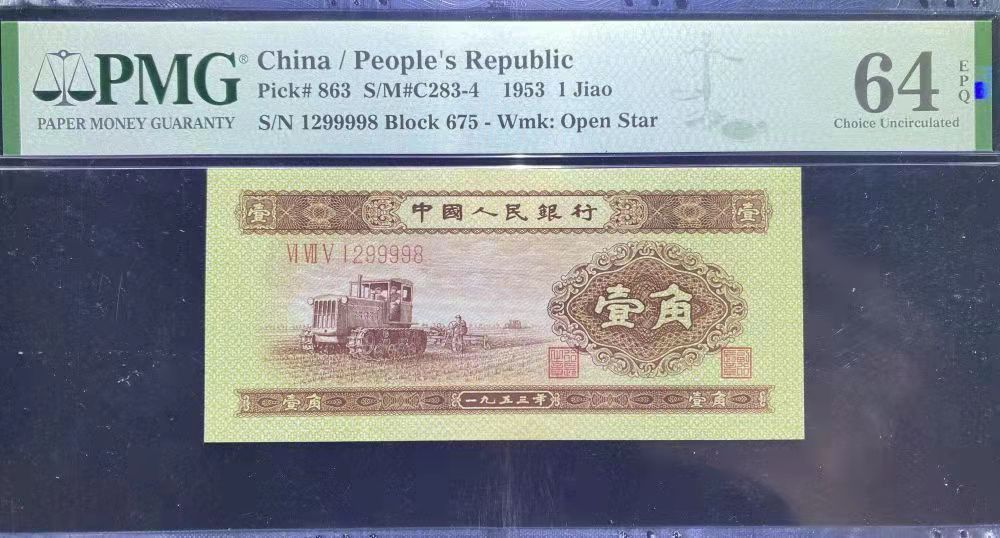 PMG®
PAPER MONEY GUARANTY
China / People's Republic
Pick# 863 S/M#C283-4 1953 1 Jiao
S/N 1299998 Block 675 - Wmk: Open Star
64 EPQ
Choice Uncirculated
壹 中國人民銀行 壹
VI VII V 1299998
壹角
壹角 一九五三年 壹角